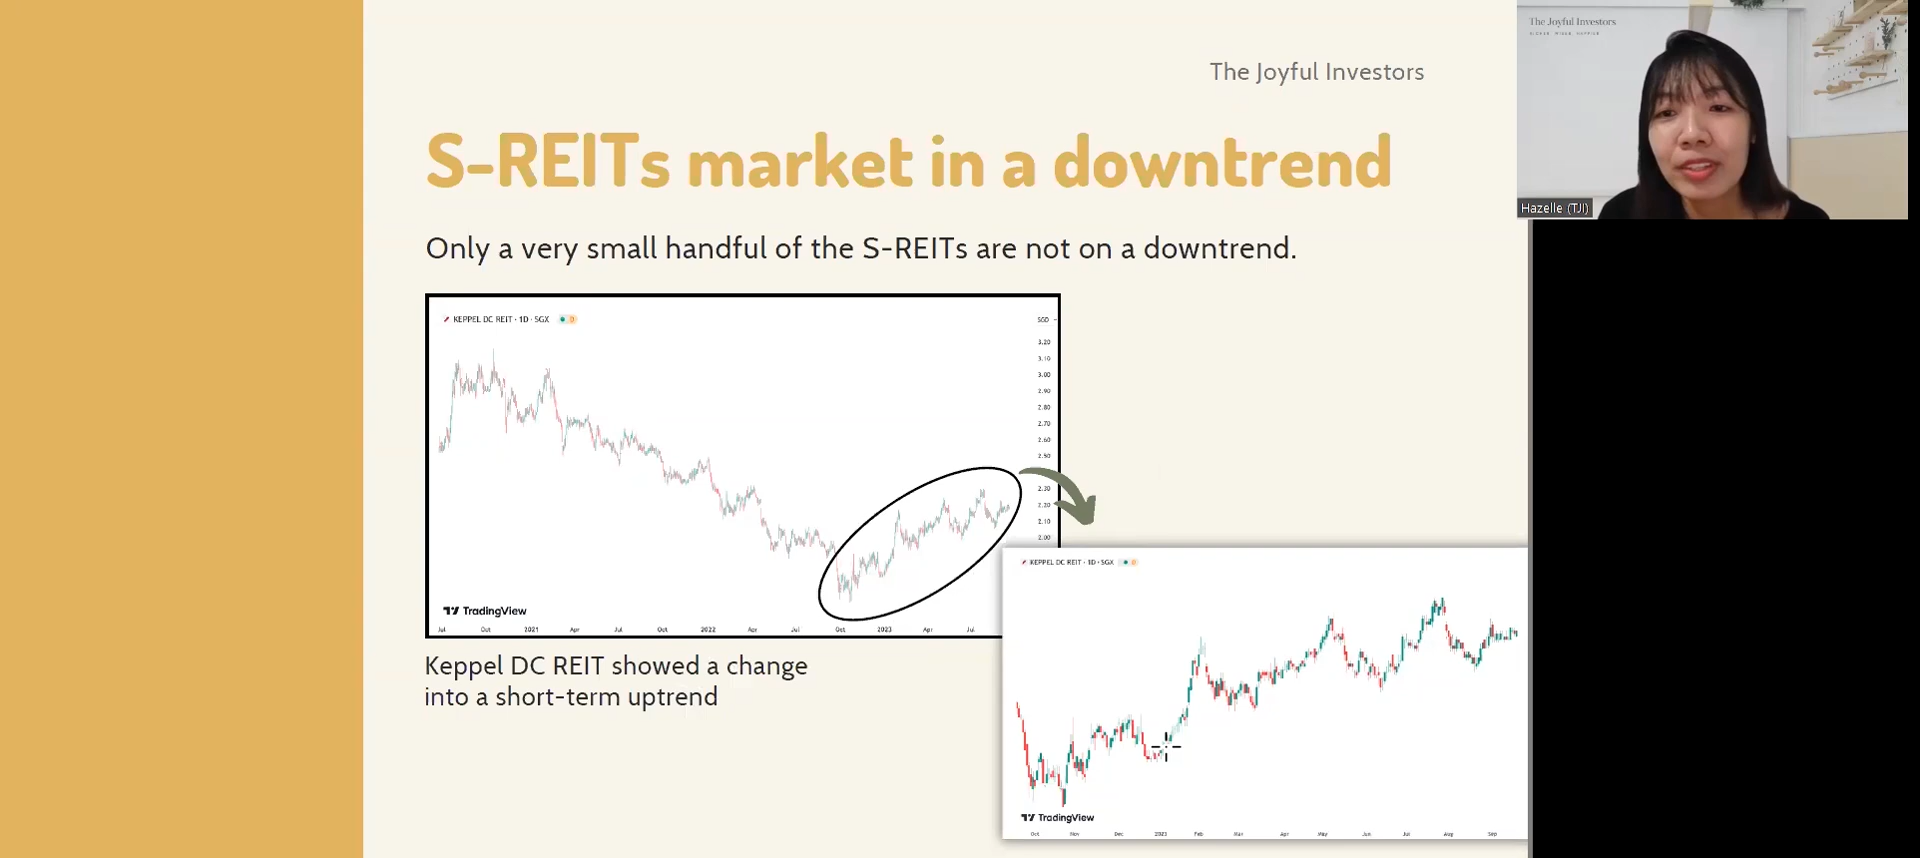 The Joyful Investors
The Joyful Investors
RICHER. WISER. HAPPIER
Hazelle (TJI)
S-REITs market in a downtrend
Only a very small handful of the S-REITs are not on a downtrend.
KEPPEL DC REIT · 1D · SGX
D
SGD
3.20
3.10
3.00
2.90
2.80
2.70
2.60
2.50
2.30
2.20
2.10
2.00
TradingView
Jul Oct 2021 Apr Jul Oct 2022 Apr Jul Oct 2023 Apr Jul
Keppel DC REIT showed a change
into a short-term uptrend
KEPPEL DC REIT · 1D · SGX
D
TradingView
Oct Nov Dec 2023 Feb Mar Apr May Jun Jul Aug Sep